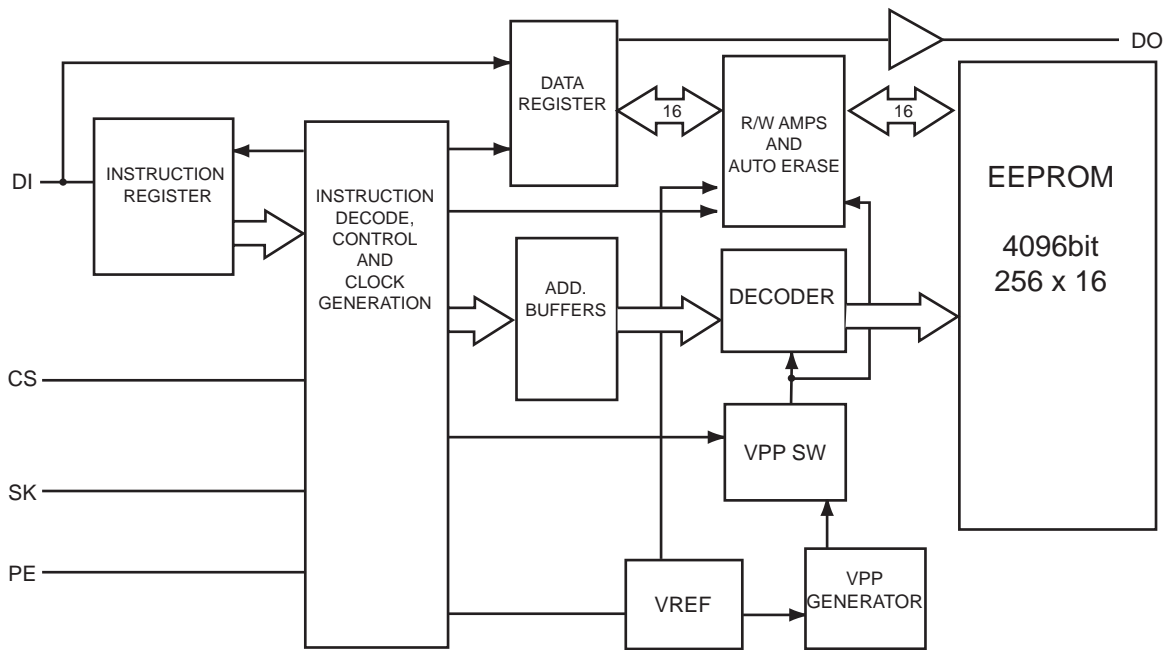 DO
DATA
REGISTER
16
R/W AMPS
AND
AUTO ERASE
16
EEPROM
4096bit
256 x 16
DI
INSTRUCTION
REGISTER
INSTRUCTION
DECODE,
CONTROL
AND
CLOCK
GENERATION
ADD.
BUFFERS
DECODER
CS
VPP SW
SK
PE
VREF
VPP
GENERATOR